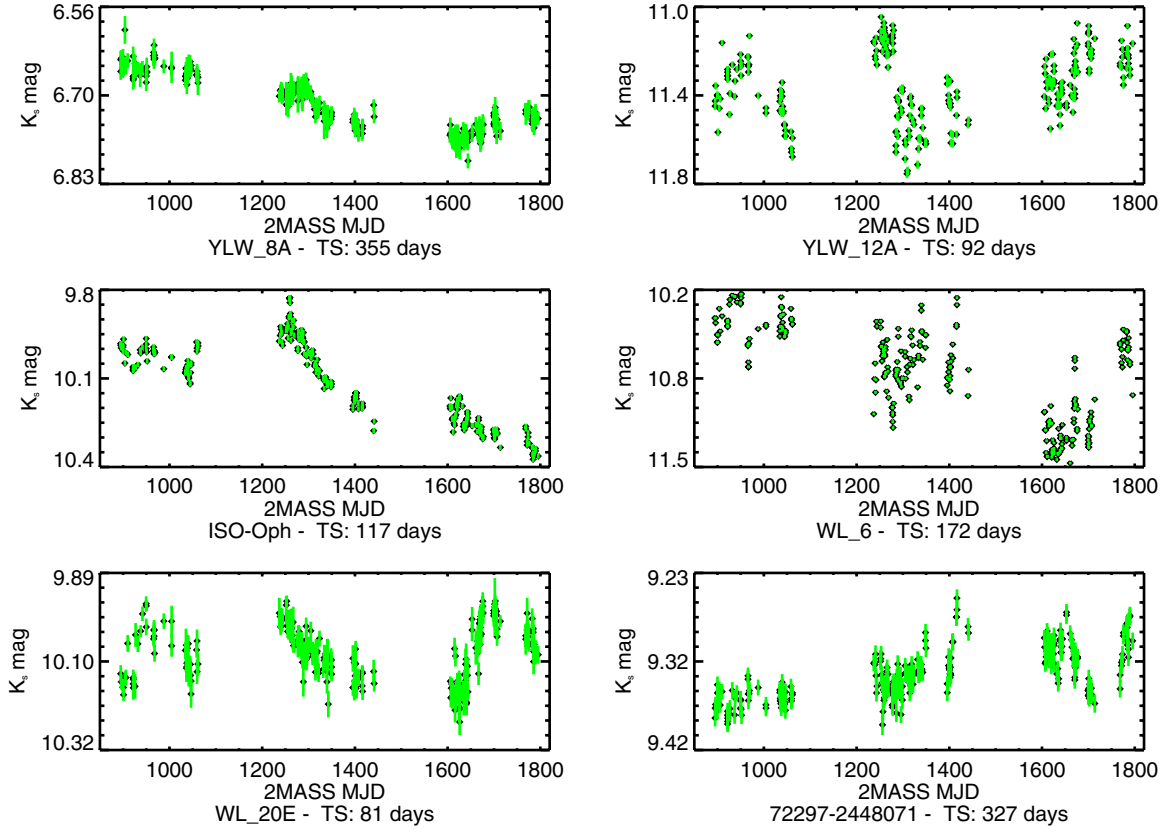 6.56
6.70
6.83
K_s mag
1000 1200 1400 1600 1800
2MASS MJD
YLW_8A - TS: 355 days
11.0
11.4
11.8
K_s mag
1000 1200 1400 1600 1800
2MASS MJD
YLW_12A - TS: 92 days
9.8
10.1
10.4
K_s mag
1000 1200 1400 1600 1800
2MASS MJD
ISO-Oph - TS: 117 days
10.2
10.8
11.5
K_s mag
1000 1200 1400 1600 1800
2MASS MJD
WL_6 - TS: 172 days
9.89
10.10
10.32
K_s mag
1000 1200 1400 1600 1800
2MASS MJD
WL_20E - TS: 81 days
9.23
9.32
9.42
K_s mag
1000 1200 1400 1600 1800
2MASS MJD
72297-2448071 - TS: 327 days